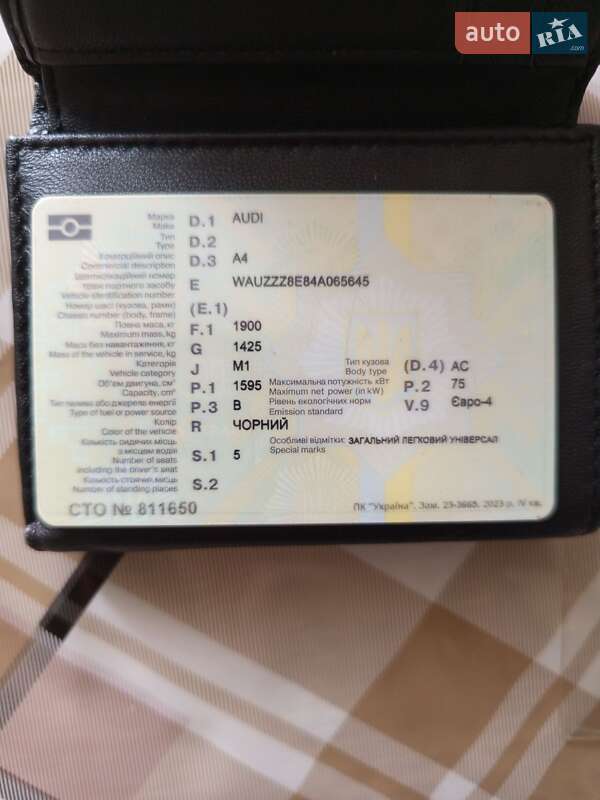 auto RIA.com
Марка D.1 AUDI
Make
Тип D.2
Type
Комерційний опис D.3 A4
Commercial description
Ідентифікаційний номер E WAUZZZ8E84A065645
транспортного засобу
Vehicle identification number
Номер шасі (кузова, рами) (E.1)
Chassis number (body, frame)
Повна маса, кг F.1 1900
Maximum mass, kg
Маса без навантаження, кг G 1425
Mass of the vehicle in service, kg
Категорія J M1 Тип кузова (D.4) AC
Vehicle category Body type
Об'єм двигуна, см³ P.1 1595 Максимальна потужність кВт P.2 75
Capacity, cm³ Maximum net power (in kW)
Тип палива або джерела енергії P.3 B Рівень екологічних норм V.9 Євро-4
Type of fuel or power source Emission standard
Колір R ЧОРНИЙ
Color of the vehicle
Кількість сидячих місць S.1 5 Особливі відмітки: ЗАГАЛЬНИЙ ЛЕГКОВИЙ УНІВЕРСАЛ
з місцем водія Special marks
Number of seats
including the driver's seat
Кількість стоячих місць S.2
Number of standing places
СТО № 811650 ПК "Україна". Зам. 23-3665. 2023 р. IV кв.